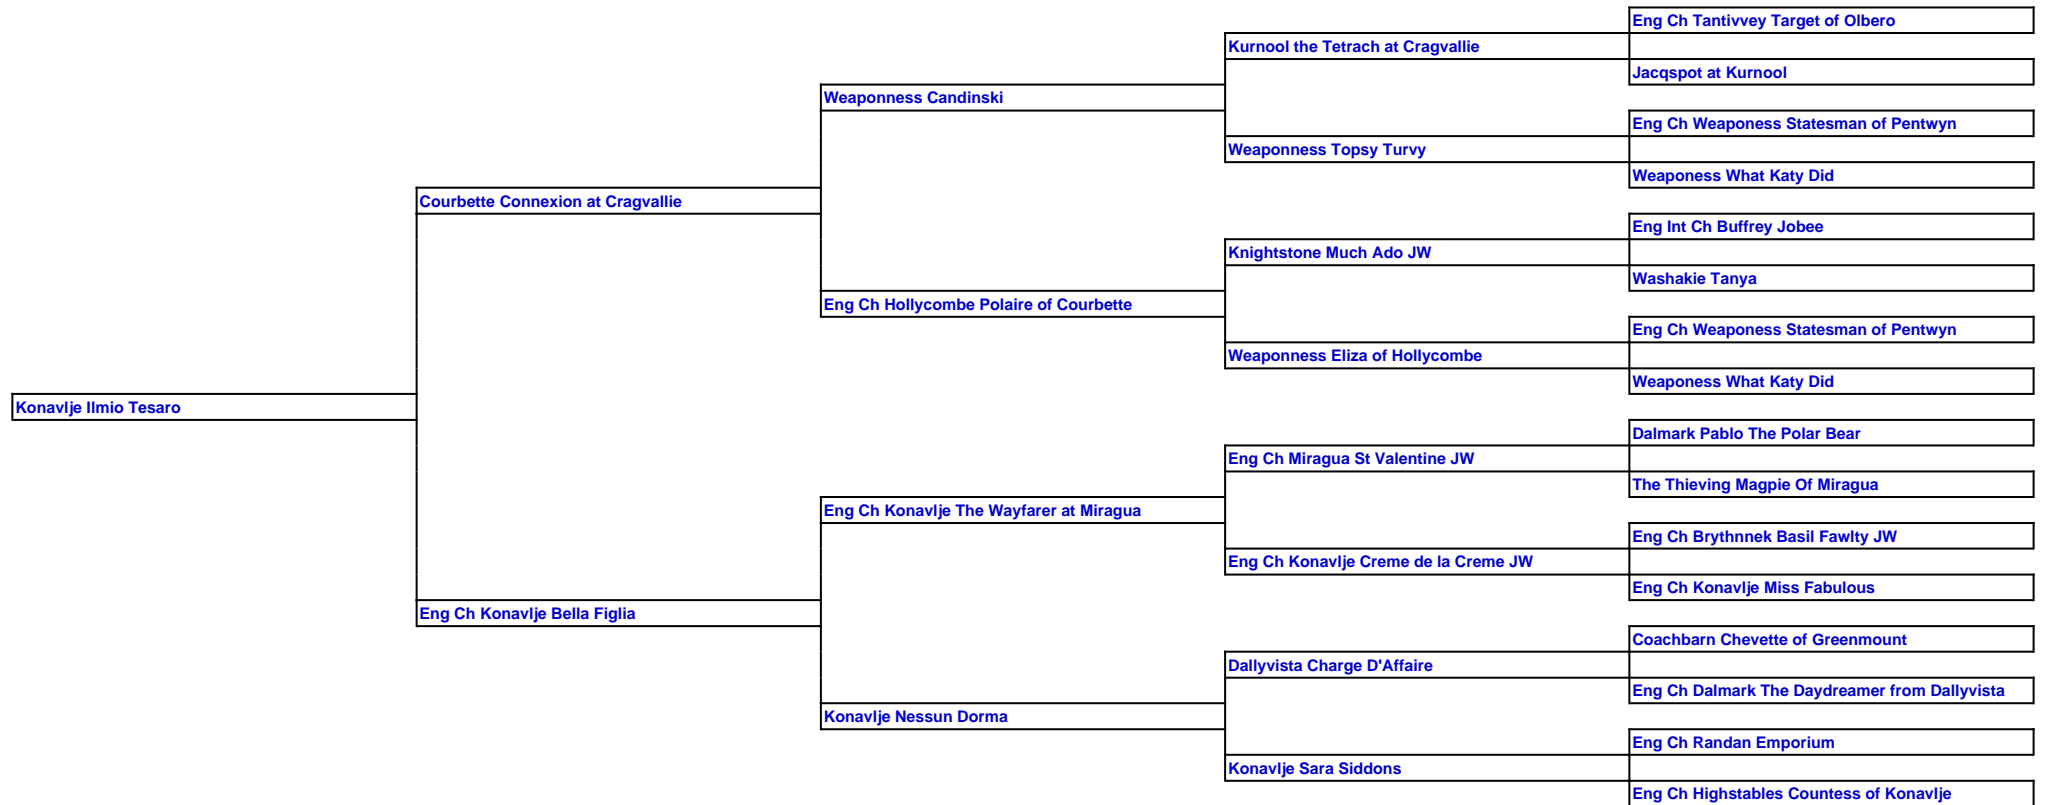 Eng Ch Tantivvey Target of Olbero
Kurnool the Tetrach at Cragvallie
Jacqspot at Kurnool
Weaponness Candinski
Eng Ch Weaponess Statesman of Pentwyn
Weaponness Topsy Turvy
Weaponess What Katy Did
Courbette Connexion at Cragvallie
Eng Int Ch Buffrey Jobee
Knightstone Much Ado JW
Washakie Tanya
Eng Ch Hollycombe Polaire of Courbette
Eng Ch Weaponess Statesman of Pentwyn
Weaponness Eliza of Hollycombe
Weaponess What Katy Did
Konavlje Ilmio Tesaro
Dalmark Pablo The Polar Bear
Eng Ch Miragua St Valentine JW
The Thieving Magpie Of Miragua
Eng Ch Konavlje The Wayfarer at Miragua
Eng Ch Brythnnek Basil Fawlty JW
Eng Ch Konavlje Creme de la Creme JW
Eng Ch Konavlje Miss Fabulous
Eng Ch Konavlje Bella Figlia
Coachbarn Chevette of Greenmount
Dallyvista Charge D'Affaire
Eng Ch Dalmark The Daydreamer from Dallyvista
Konavlje Nessun Dorma
Eng Ch Randan Emporium
Konavlje Sara Siddons
Eng Ch Highstables Countess of Konavlje